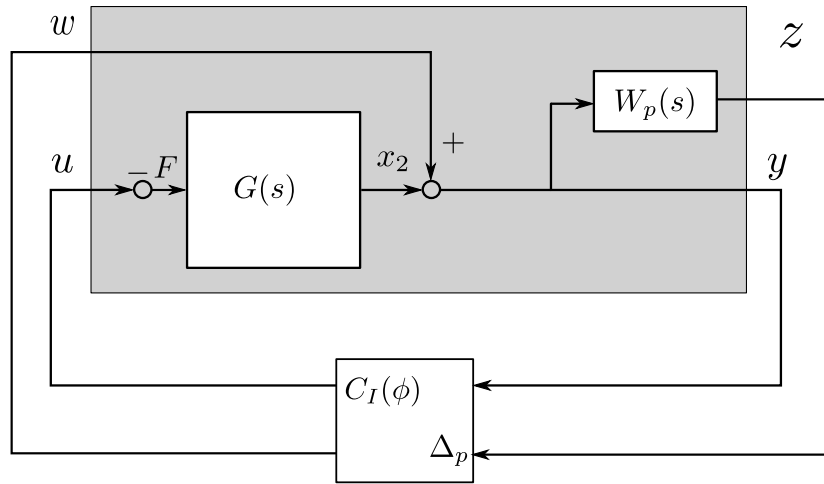 w
z
W_p(s)
+
u
− F
G(s)
x_2
y
C_I(ϕ)
Δ_p